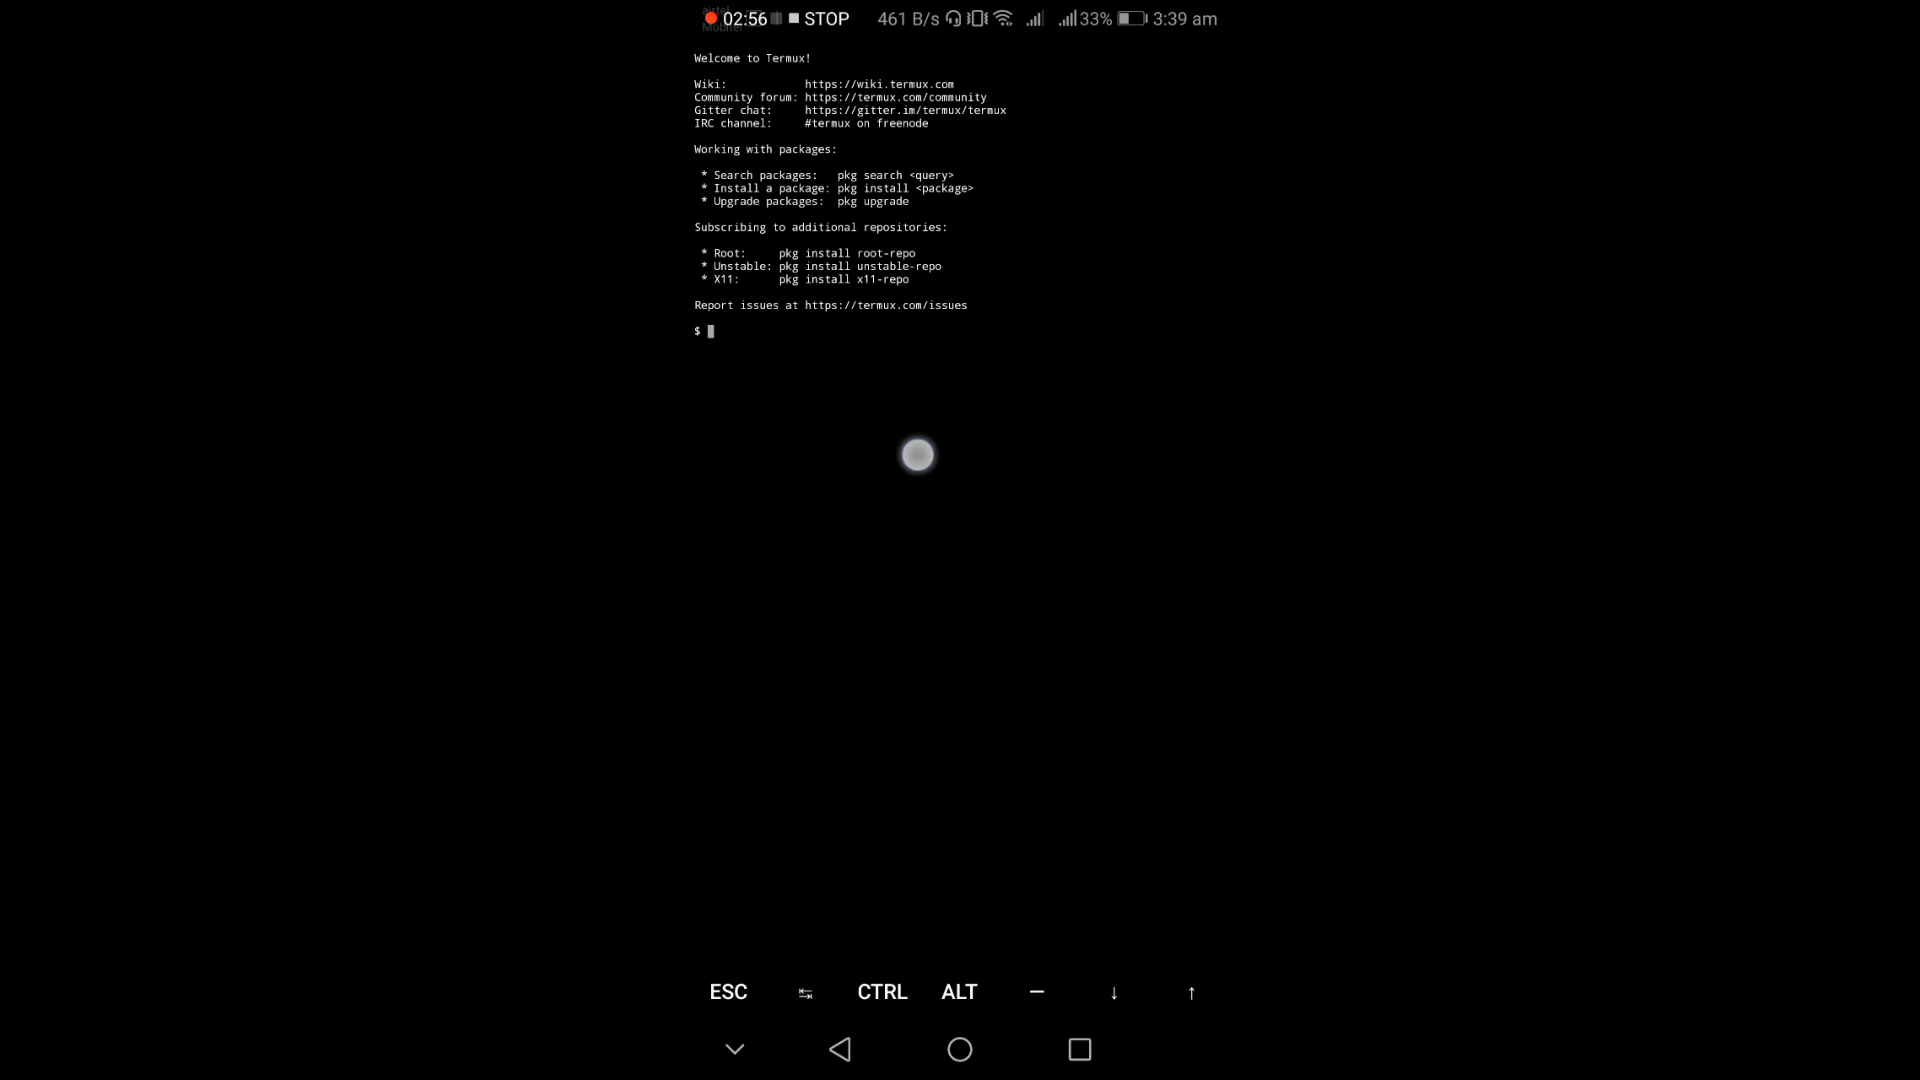 airtel
Mobitel
02:56 STOP 461 B/s 33% 3:39 am
Welcome to Termux!
Wiki: https://wiki.termux.com
Community forum: https://termux.com/community
Gitter chat: https://gitter.im/termux/termux
IRC channel: #termux on freenode
Working with packages:
* Search packages: pkg search <query>
* Install a package: pkg install <package>
* Upgrade packages: pkg upgrade
Subscribing to additional repositories:
* Root: pkg install root-repo
* Unstable: pkg install unstable-repo
* X11: pkg install x11-repo
Report issues at https://termux.com/issues
$
ESC ⇆ CTRL ALT — ↓ ↑